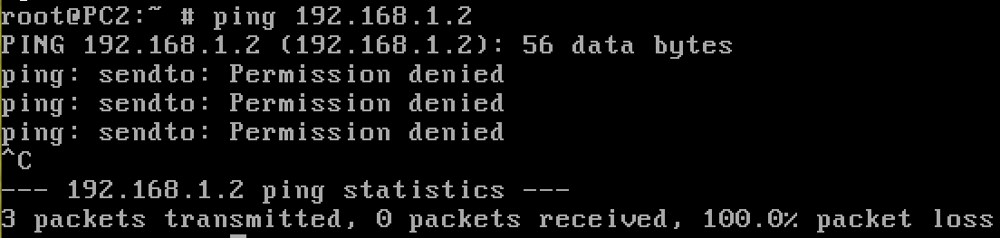 root@PC2:~ # ping 192.168.1.2
PING 192.168.1.2 (192.168.1.2): 56 data bytes
ping: sendto: Permission denied
ping: sendto: Permission denied
ping: sendto: Permission denied
^C
--- 192.168.1.2 ping statistics ---
3 packets transmitted, 0 packets received, 100.0% packet loss